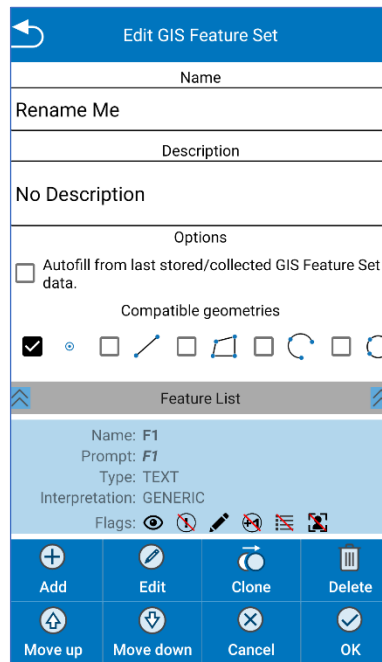 Edit GIS Feature Set
Name
Rename Me
Description
No Description
Options
Autofill from last stored/collected GIS Feature Set
data.
Compatible geometries
Feature List
Name: F1
Prompt: F1
Type: TEXT
Interpretation: GENERIC
Flags:
Add Edit Clone Delete
Move up Move down Cancel OK